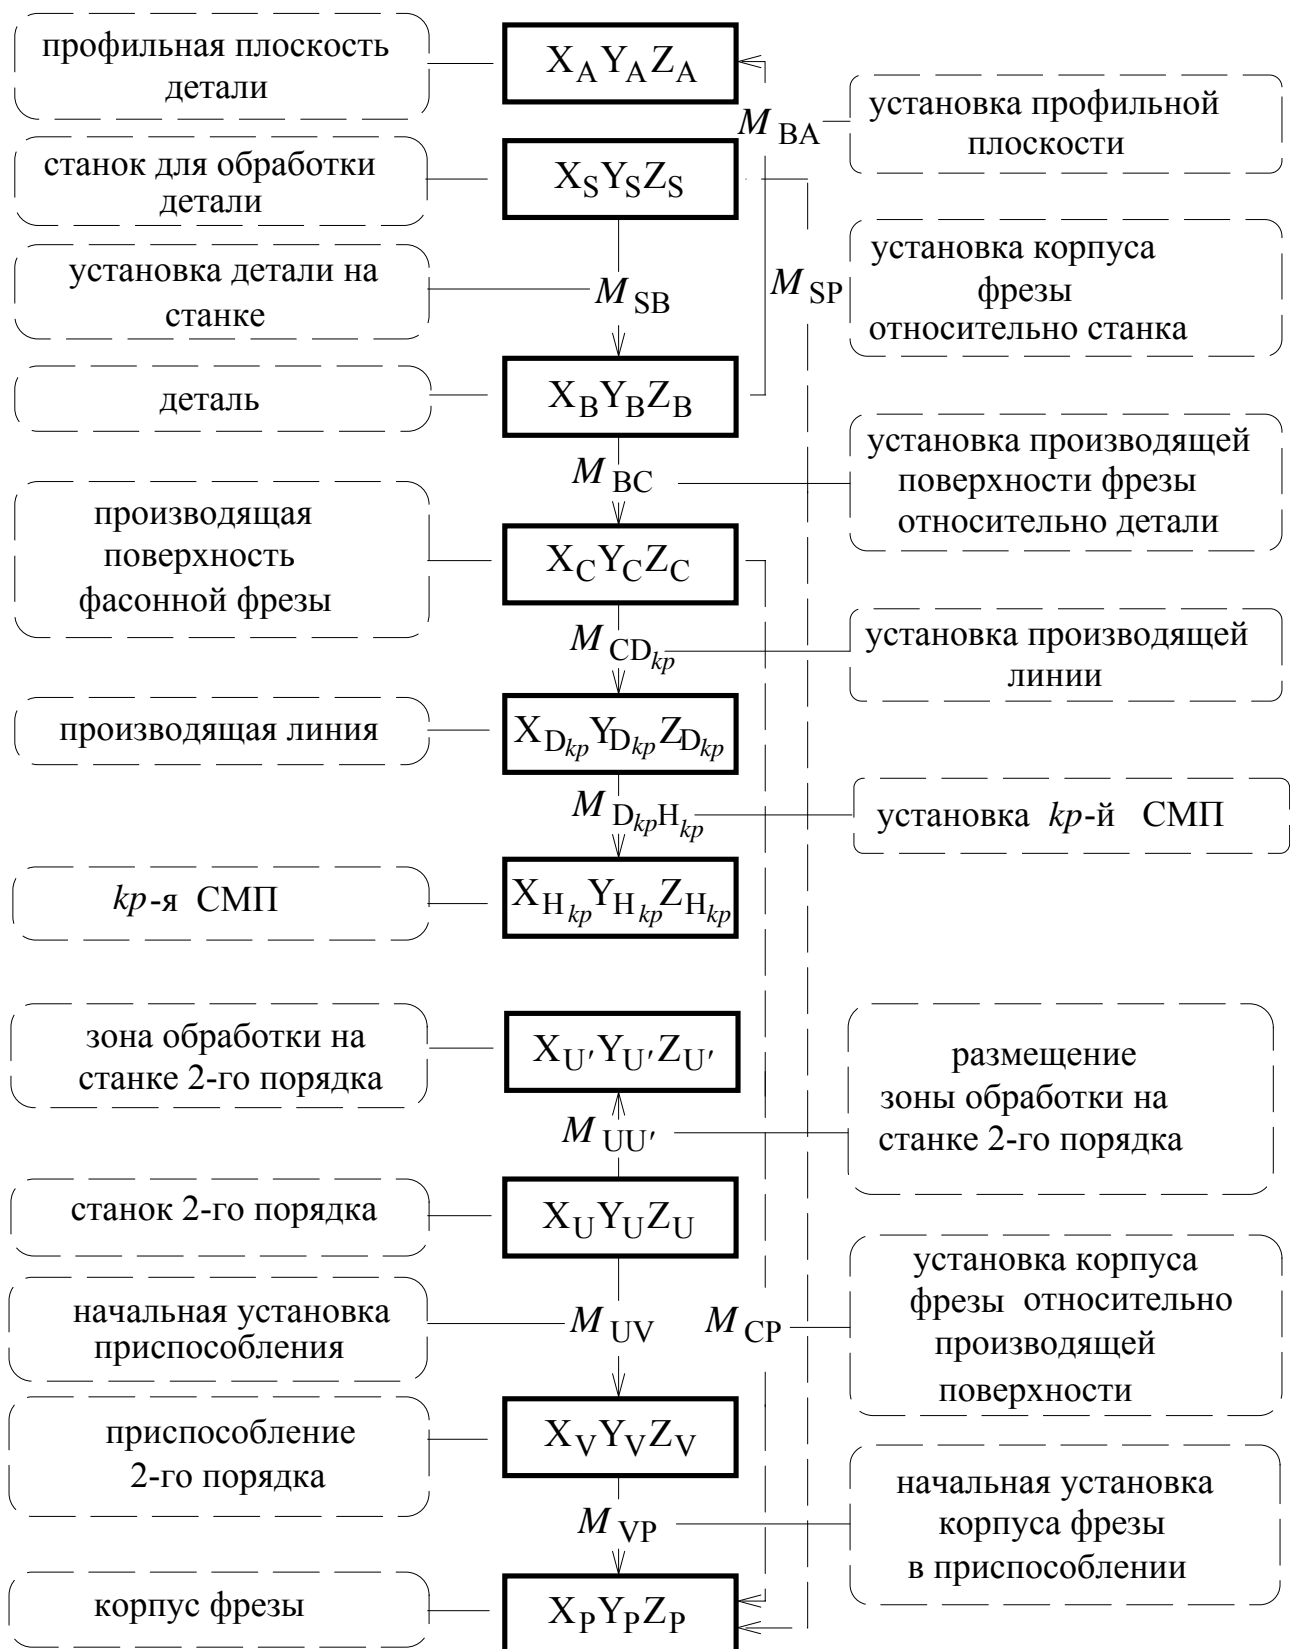 профильная плоскость
детали
X_A Y_A Z_A
M_BA
установка профильной
плоскости
станок для обработки
детали
X_S Y_S Z_S
установка детали на
станке
M_SB
M_SP
установка корпуса
фрезы
относительно станка
деталь
X_B Y_B Z_B
M_BC
установка производящей
поверхности фрезы
относительно детали
производящая
поверхность
фасонной фрезы
X_C Y_C Z_C
M_CD_kp
установка производящей
линии
производящая линия
X_D_kp Y_D_kp Z_D_kp
M_D_kp H_kp
установка kp-й СМП
kp-я СМП
X_H_kp Y_H_kp Z_H_kp
зона обработки на
станке 2-го порядка
X_U' Y_U' Z_U'
M_UU'
размещение
зоны обработки на
станке 2-го порядка
станок 2-го порядка
X_U Y_U Z_U
начальная установка
приспособления
M_UV
M_CP
установка корпуса
фрезы относительно
производящей
поверхности
приспособление
2-го порядка
X_V Y_V Z_V
M_VP
начальная установка
корпуса фрезы
в приспособлении
корпус фрезы
X_P Y_P Z_P